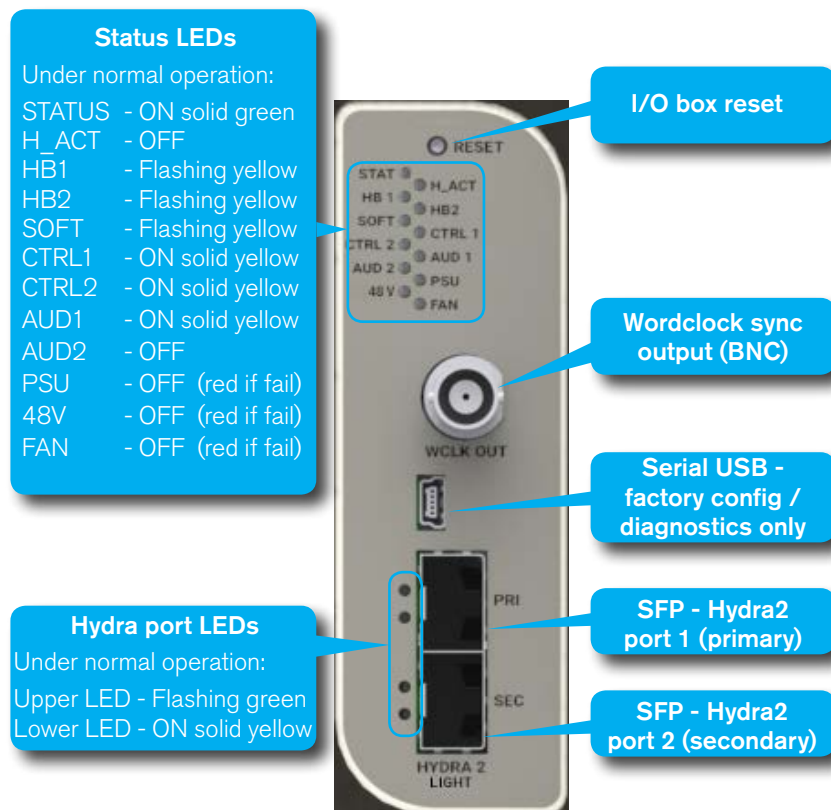 Status LEDs
Under normal operation:
STATUS - ON solid green
H_ACT - OFF
HB1 - Flashing yellow
HB2 - Flashing yellow
SOFT - Flashing yellow
CTRL1 - ON solid yellow
CTRL2 - ON solid yellow
AUD1 - ON solid yellow
AUD2 - OFF
PSU - OFF (red if fail)
48V - OFF (red if fail)
FAN - OFF (red if fail)
Hydra port LEDs
Under normal operation:
Upper LED - Flashing green
Lower LED - ON solid yellow
RESET
STAT
H_ACT
HB 1
HB2
SOFT
CTRL 1
CTRL 2
AUD 1
AUD 2
PSU
48 V
FAN
WCLK OUT
PRI
SEC
HYDRA 2
LIGHT
I/O box reset
Wordclock sync
output (BNC)
Serial USB -
factory config /
diagnostics only
SFP - Hydra2
port 1 (primary)
SFP - Hydra2
port 2 (secondary)